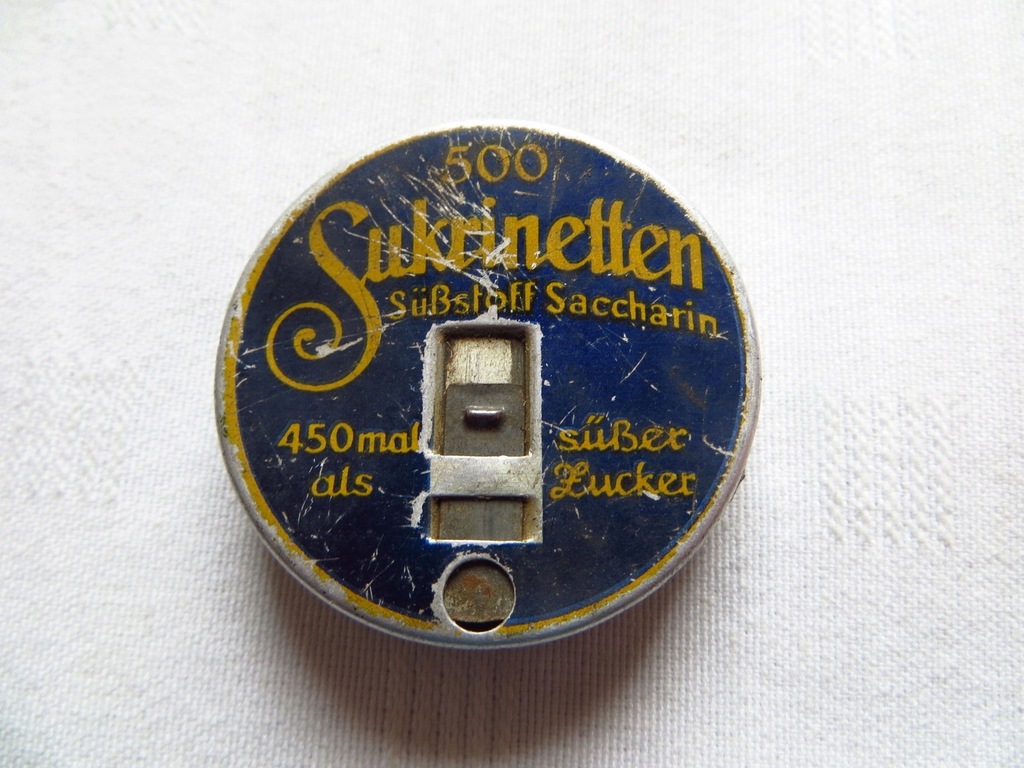 500
Sukrinetten
Süßstoff Saccharin
450mal süßer
als Zucker